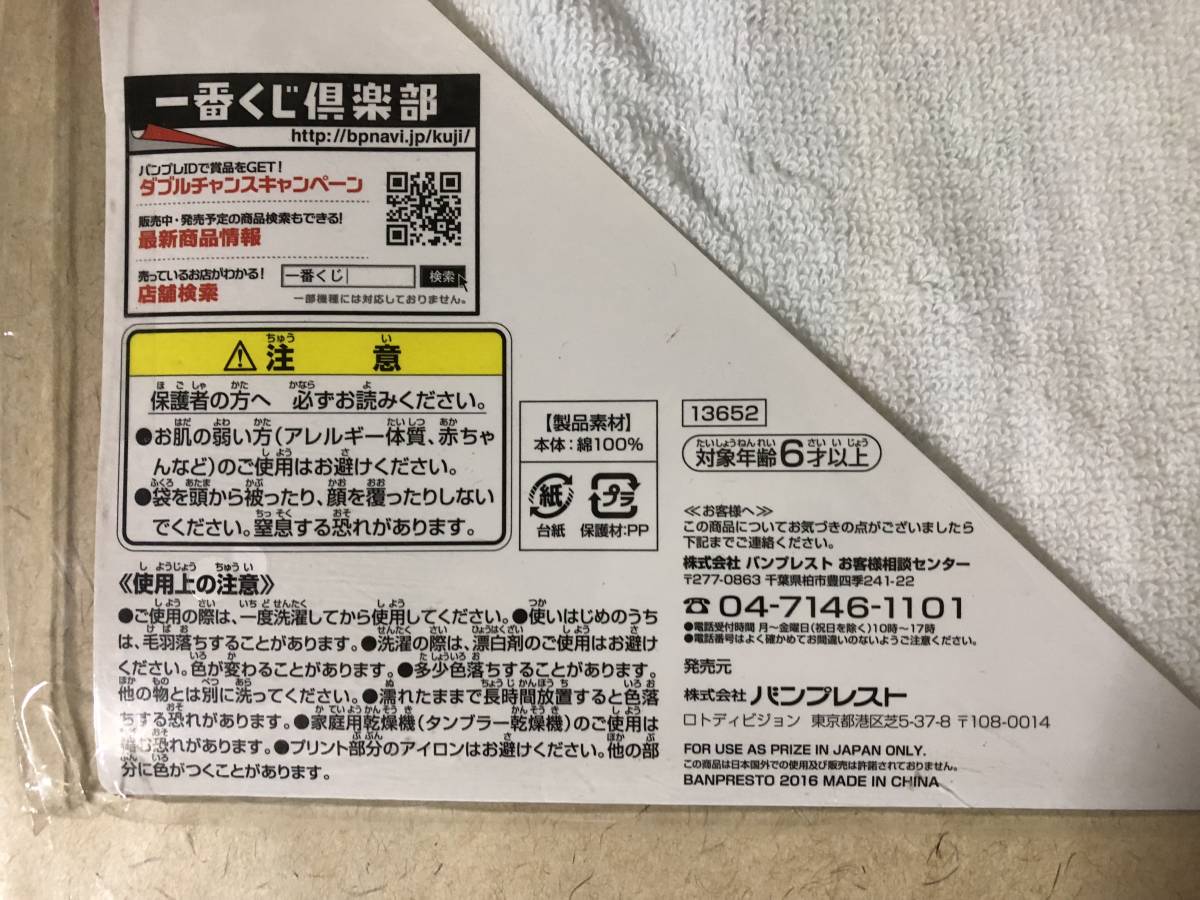 一番くじ倶楽部
http://bpnavi.jp/kuji/
バンプレIDで賞品をGET!
ダブルチャンスキャンペーン
販売中・発売予定の商品検索もできる!
最新商品情報
売っているお店がわかる!
店舗検索
一番くじ 検索
一部機種には対応しておりません。
⚠注意
保護者の方へ 必ずお読みください。
●お肌の弱い方(アレルギー体質、赤ちゃ
んなど)のご使用はお避けください。
●袋を頭から被ったり、顔を覆ったりしない
でください。窒息する恐れがあります。
《使用上の注意》
●ご使用の際は、一度洗濯してから使用してください。●使いはじめのうち
は、毛羽落ちすることがあります。●洗濯の際は、漂白剤のご使用はお避け
ください。色が変わることがあります。●多少色落ちすることがあります。
他の物とは別に洗ってください。●濡れたままで長時間放置すると色落
ちする恐れがあります。●家庭用乾燥機(タンブラー乾燥機)のご使用は
む恐れがあります。●プリント部分のアイロンはお避けください。他の部
分に色がつくことがあります。
【製品素材】
本体:綿100%
紙
台紙
プラ
保護材:PP
13652
対象年齢6才以上
≪お客様へ≫
この商品についてお気づきの点がございましたら
下記までご連絡ください。
株式会社 バンプレスト お客様相談センター
〒277-0863 千葉県柏市豊四季241-22
☎04-7146-1101
●電話受付時間 月〜金曜日(祝日を除く)10時〜17時
●電話番号はよく確かめてお間違いのないようご注意ください。
発売元
株式会社 バンプレスト
ロトディビジョン 東京都港区芝5-37-8 〒108-0014
FOR USE AS PRIZE IN JAPAN ONLY.
この商品は日本国外での使用及び販売は許諾されておりません。
BANPRESTO 2016 MADE IN CHINA